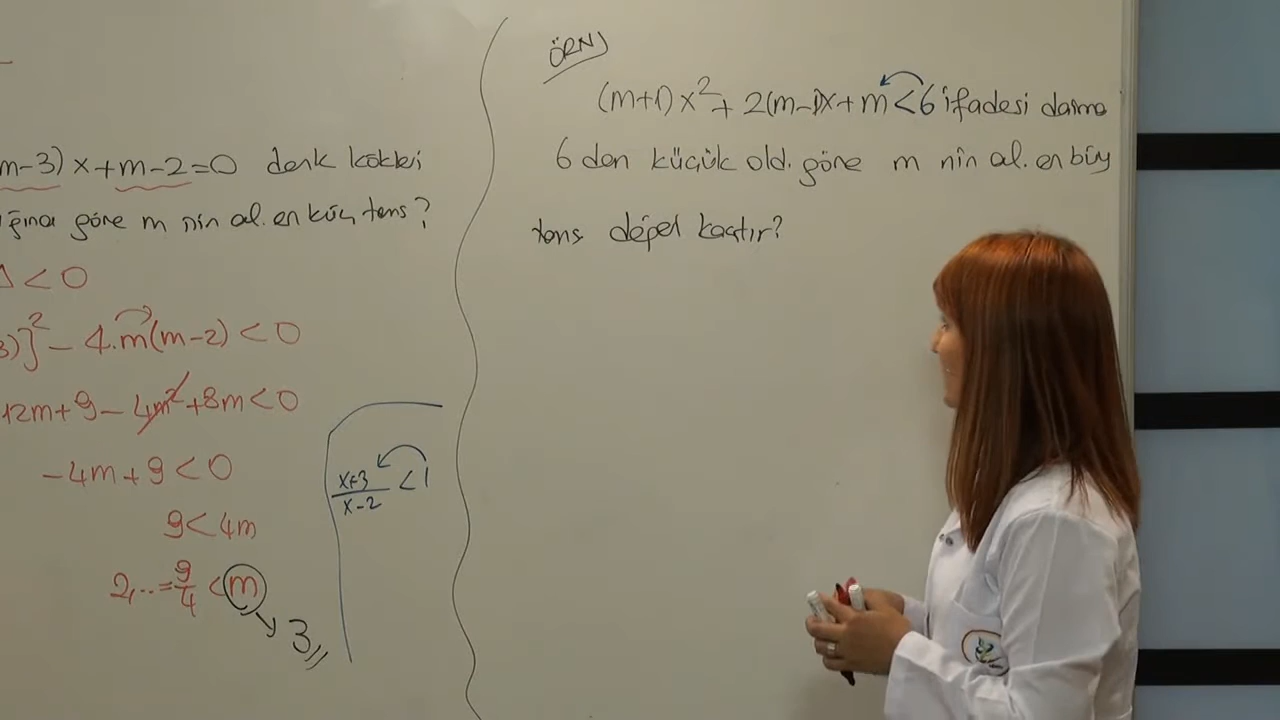 m-3)x+m-2=0 denk kökleri
ğına göre m nin al. en küç tams?
Δ<0
3)]²-4.m(m-2)<0
12m+9-4m²+8m<0
-4m+9<0
9<4m
2,..=9/4<m
3
x+3/x-2 <1
ÖRN)
(m+1)x²+2(m-1)x+m<6 ifadesi daima
6 den küçük old. göre m nin al. en büy
tams değeri kaçtır?